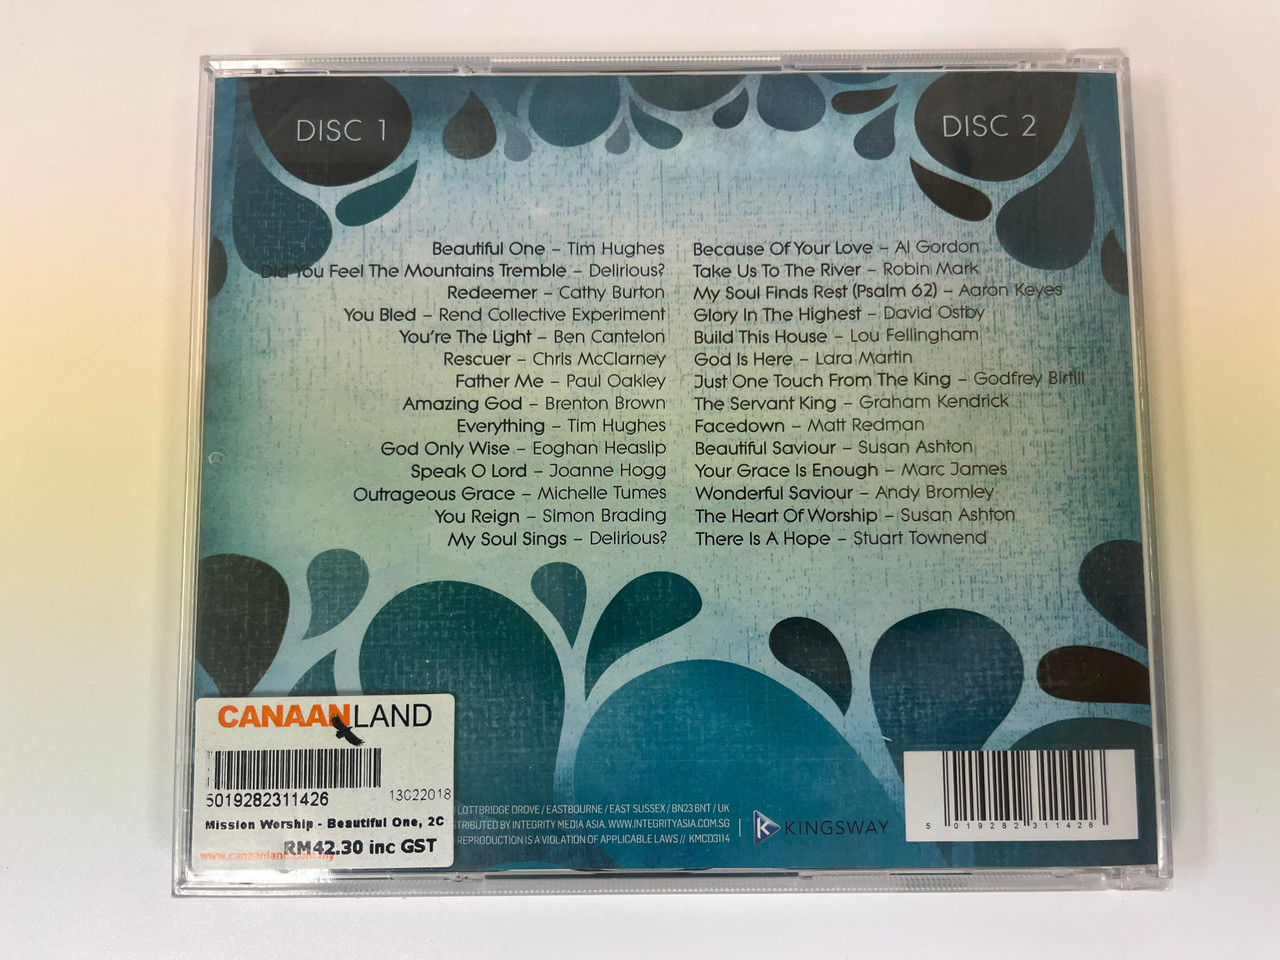 DISC 1
Beautiful One – Tim Hughes
Did You Feel The Mountains Tremble – Delirious?
Redeemer – Cathy Burton
You Bled – Rend Collective Experiment
You're The Light – Ben Cantelon
Rescuer – Chris McClarney
Father Me – Paul Oakley
Amazing God – Brenton Brown
Everything – Tim Hughes
God Only Wise – Eoghan Heaslip
Speak O Lord – Joanne Hogg
Outrageous Grace – Michelle Tumes
You Reign – Simon Brading
My Soul Sings – Delirious?
DISC 2
Because Of Your Love – Al Gordon
Take Us To The River – Robin Mark
My Soul Finds Rest (Psalm 62) – Aaron Keyes
Glory In The Highest – David Ostby
Build This House – Lou Fellingham
God Is Here – Lara Martin
Just One Touch From The King – Godfrey Birtill
The Servant King – Graham Kendrick
Facedown – Matt Redman
Beautiful Saviour – Susan Ashton
Your Grace Is Enough – Marc James
Wonderful Saviour – Andy Bromley
The Heart Of Worship – Susan Ashton
There Is A Hope – Stuart Townend
CANAANLAND
5019282311426 13022018
Mission Worship - Beautiful One, 2C
RM42.30 inc GST
www.canaanland.com.my
LOTTBRIDGE DROVE / EASTBOURNE / EAST SUSSEX / BN23 6NT / UK
TRIBUTED BY INTEGRITY MEDIA ASIA. WWW.INTEGRITYASIA.COM.SG
REPRODUCTION IS A VIOLATION OF APPLICABLE LAWS // KMCD3114
KINGSWAY
5 019282 311426